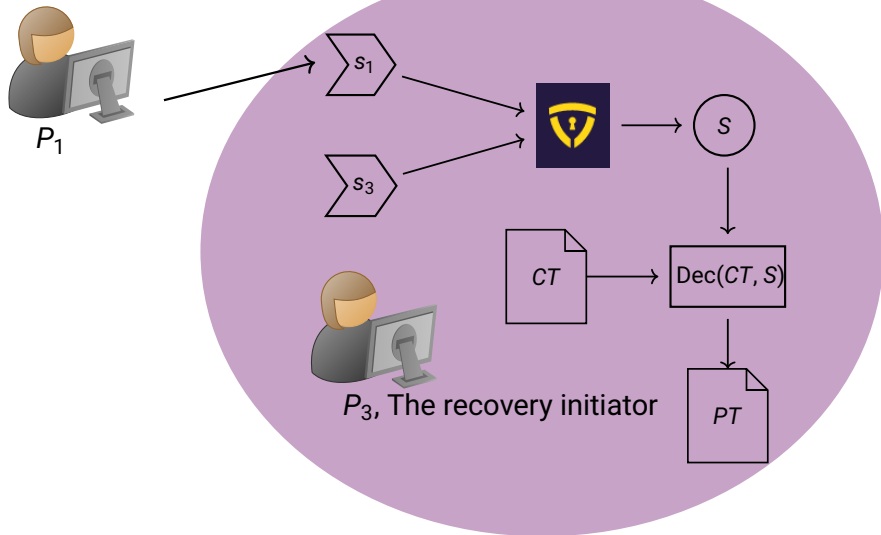 s₁
P₁
S
s₃
CT
Dec(CT, S)
P₃, The recovery initiator
PT